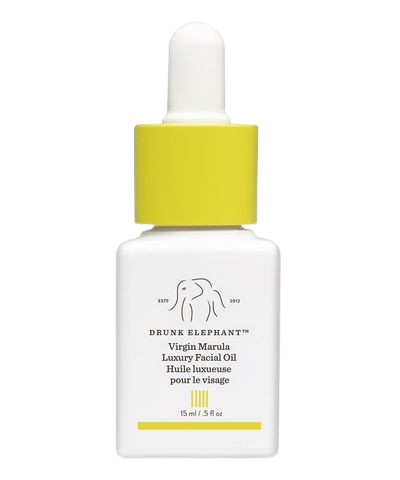 ESTD 2012
DRUNK ELEPHANT™
Virgin Marula
Luxury Facial Oil
Huile luxueuse
pour le visage
15 ml / .5 fl oz